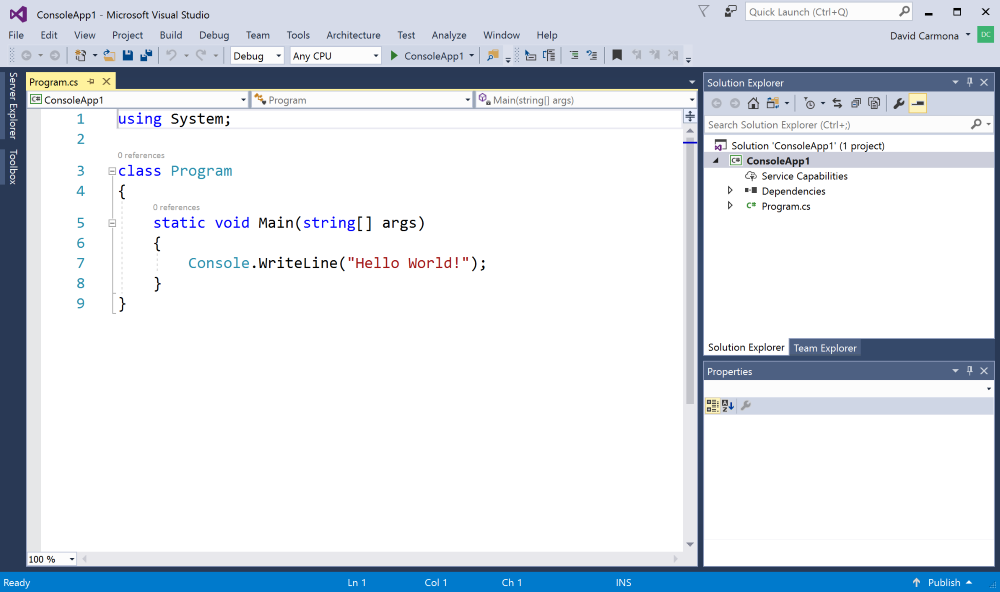 ConsoleApp1 - Microsoft Visual Studio
Quick Launch (Ctrl+Q)
File Edit View Project Build Debug Team Tools Architecture Test Analyze Window Help
David Carmona
DC
Debug
Any CPU
ConsoleApp1
Server Explorer
Toolbox
Program.cs
C# ConsoleApp1
Program
Main(string[] args)
1 using System;
2
0 references
3 class Program
4 {
0 references
5 static void Main(string[] args)
6 {
7 Console.WriteLine("Hello World!");
8 }
9 }
100 %
Solution Explorer
Search Solution Explorer (Ctrl+;)
Solution 'ConsoleApp1' (1 project)
C# ConsoleApp1
Service Capabilities
Dependencies
C# Program.cs
Solution Explorer Team Explorer
Properties
Ready Ln 1 Col 1 Ch 1 INS Publish